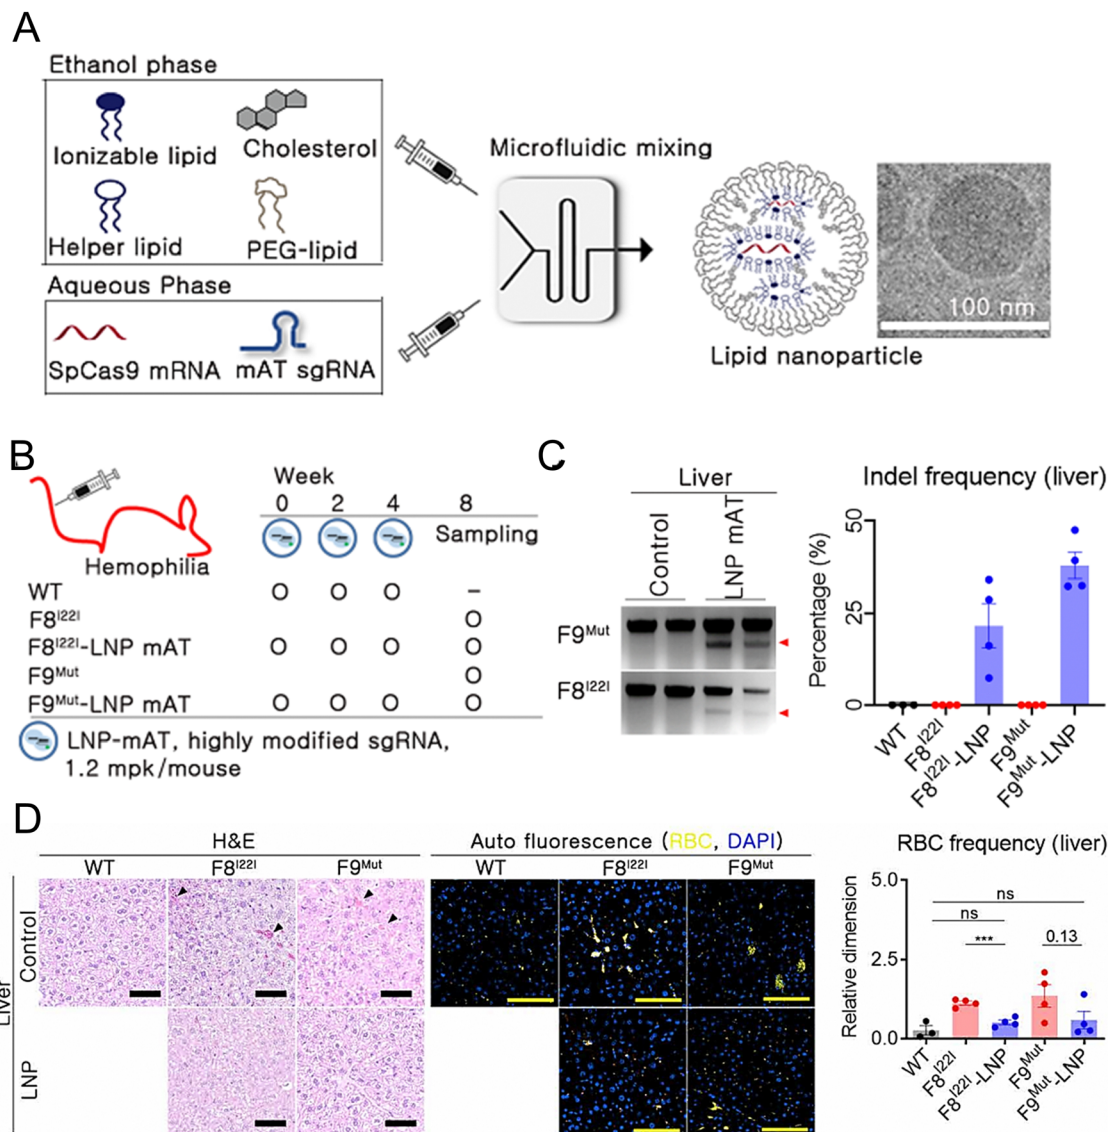 A
Ethanol phase
Ionizable lipid
Cholesterol
Helper lipid
PEG-lipid
Aqueous Phase
SpCas9 mRNA
mAT sgRNA
Microfluidic mixing
Lipid nanoparticle
100 nm
B
Hemophilia
Week
0 2 4 8
Sampling
WT O O O –
F8I22I O
F8I22I-LNP mAT O O O O
F9Mut O
F9Mut-LNP mAT O O O O
LNP-mAT, highly modified sgRNA,
1.2 mpk/mouse
C
Liver
Control
LNP mAT
F9Mut
F8I22I
Indel frequency (liver)
Percentage (%)
50
25
0
WT
F8I22I
F8I22I-LNP
F9Mut
F9Mut-LNP
D
H&E
WT F8I22I F9Mut
Auto fluorescence (RBC, DAPI)
WT F8I22I F9Mut
Liver
Control
LNP
RBC frequency (liver)
Relative dimension
5.0
2.5
0.0
ns
ns
***
0.13
WT
F8I22I
F8I22I-LNP
F9Mut
F9Mut-LNP